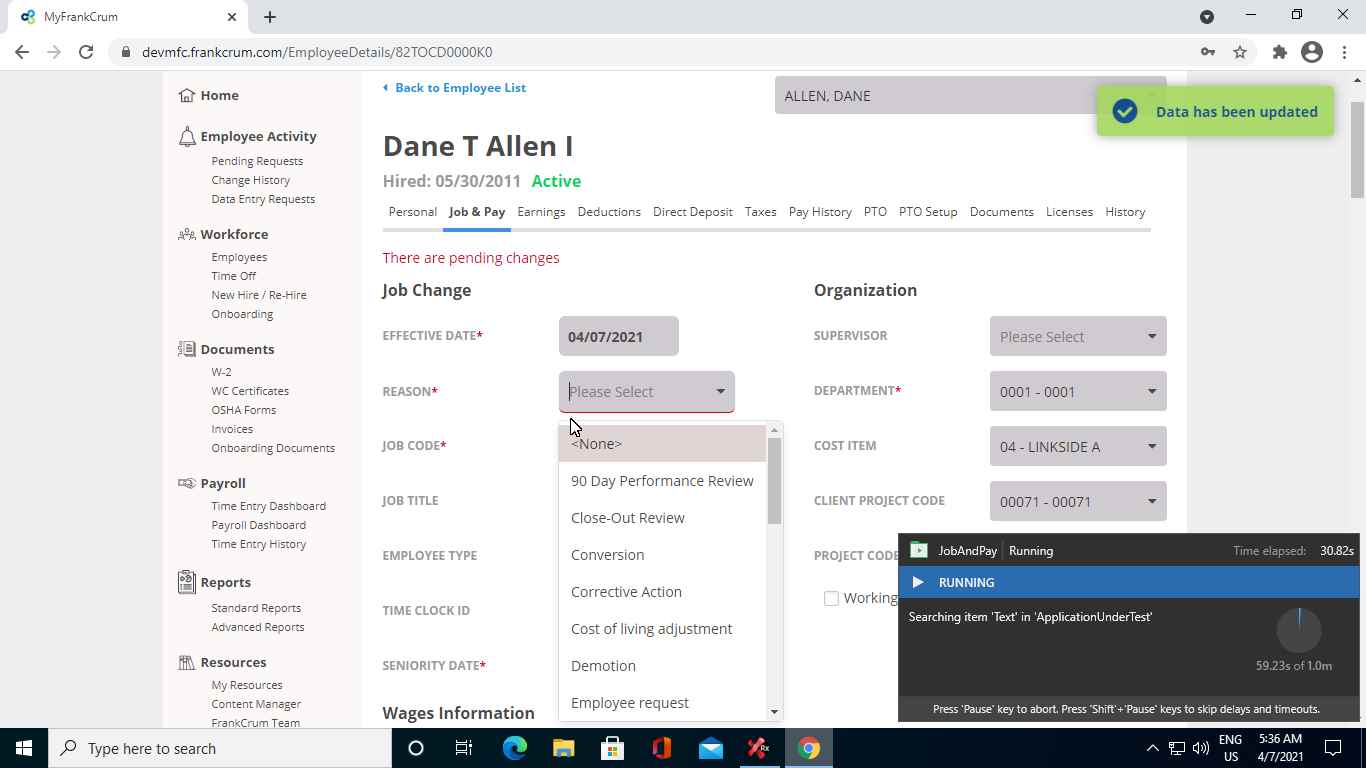 MyFrankCrum
devmfc.frankcrum.com/EmployeeDetails/82TOCD0000K0
Home
Employee Activity
Pending Requests
Change History
Data Entry Requests
Workforce
Employees
Time Off
New Hire / Re-Hire
Onboarding
Documents
W-2
WC Certificates
OSHA Forms
Invoices
Onboarding Documents
Payroll
Time Entry Dashboard
Payroll Dashboard
Time Entry History
Reports
Standard Reports
Advanced Reports
Resources
My Resources
Content Manager
FrankCrum Team
Back to Employee List
ALLEN, DANE
Data has been updated
Dane T Allen I
Hired: 05/30/2011 Active
Personal Job & Pay Earnings Deductions Direct Deposit Taxes Pay History PTO PTO Setup Documents Licenses History
There are pending changes
Job Change
EFFECTIVE DATE* 04/07/2021
REASON* Please Select
JOB CODE*
JOB TITLE
EMPLOYEE TYPE
TIME CLOCK ID
SENIORITY DATE*
Wages Information
<None>
90 Day Performance Review
Close-Out Review
Conversion
Corrective Action
Cost of living adjustment
Demotion
Employee request
Organization
SUPERVISOR Please Select
DEPARTMENT* 0001 - 0001
COST ITEM 04 - LINKSIDE A
CLIENT PROJECT CODE 00071 - 00071
PROJECT CODE
Working
JobAndPay Running Time elapsed: 30.82s
RUNNING
Searching item 'Text' in 'ApplicationUnderTest'
59.23s of 1.0m
Press 'Pause' key to abort. Press 'Shift'+'Pause' keys to skip delays and timeouts.
Type here to search
Rx
ENG
US
5:36 AM
4/7/2021